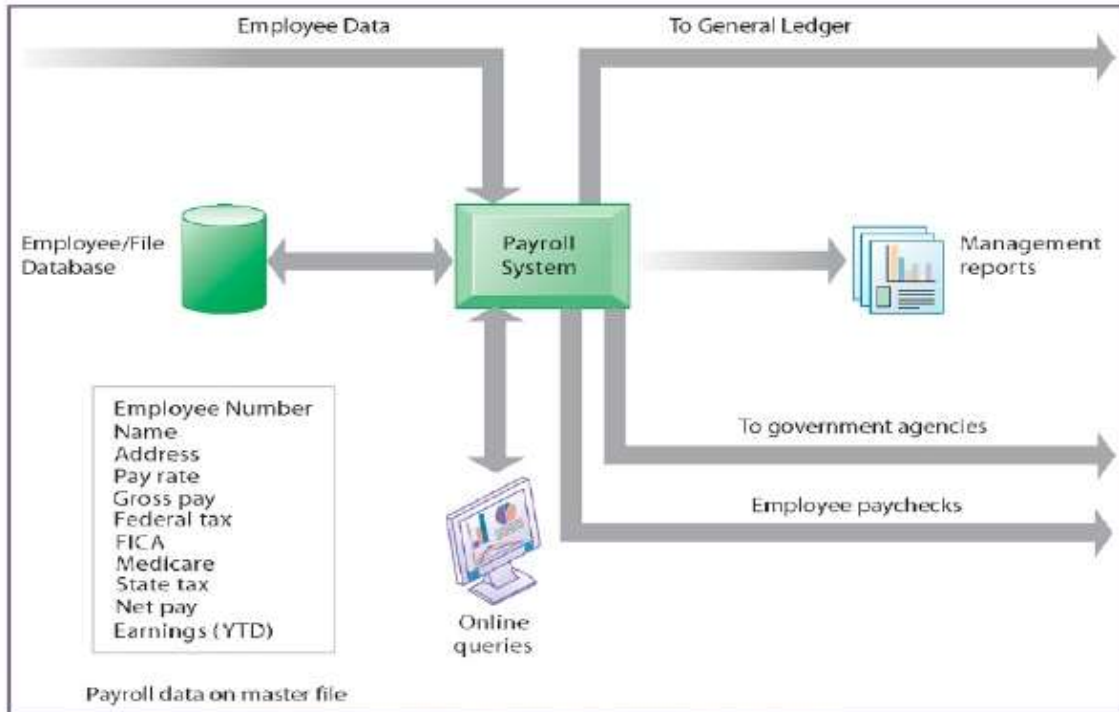 Employee Data
To General Ledger
Employee/File
Database
Payroll
System
Management
reports
Employee Number
Name
Address
Pay rate
Gross pay
Federal tax
FICA
Medicare
State tax
Net pay
Earnings (YTD)
To government agencies
Employee paychecks
Online
queries
Payroll data on master file